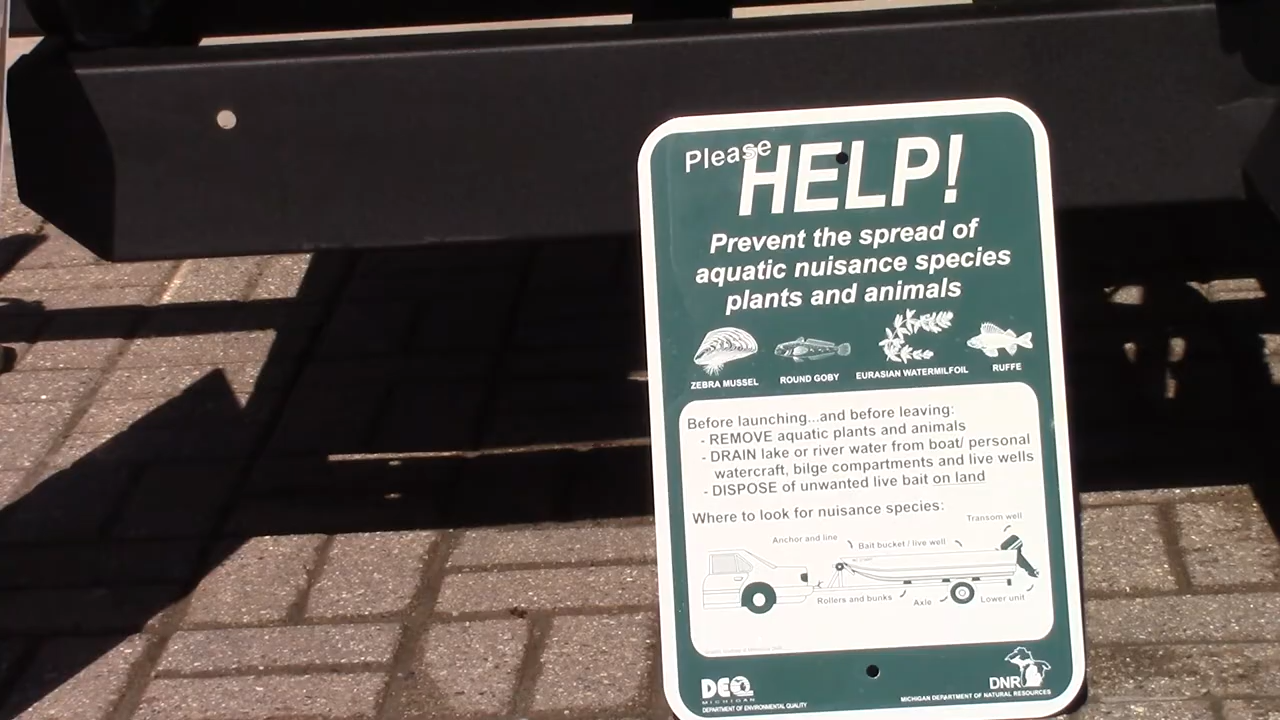 Please
HELP!
Prevent the spread of
aquatic nuisance species
plants and animals
ZEBRA MUSSEL
ROUND GOBY
EURASIAN WATERMILFOIL
RUFFE
Before launching...and before leaving:
- REMOVE aquatic plants and animals
- DRAIN lake or river water from boat/ personal
watercraft, bilge compartments and live wells
- DISPOSE of unwanted live bait on land
Where to look for nuisance species:
Transom well
Anchor and line
Bait bucket / live well
Rollers and bunks
Axle
Lower unit
DEQ
MICHIGAN
DEPARTMENT OF ENVIRONMENTAL QUALITY
DNR
MICHIGAN DEPARTMENT OF NATURAL RESOURCES